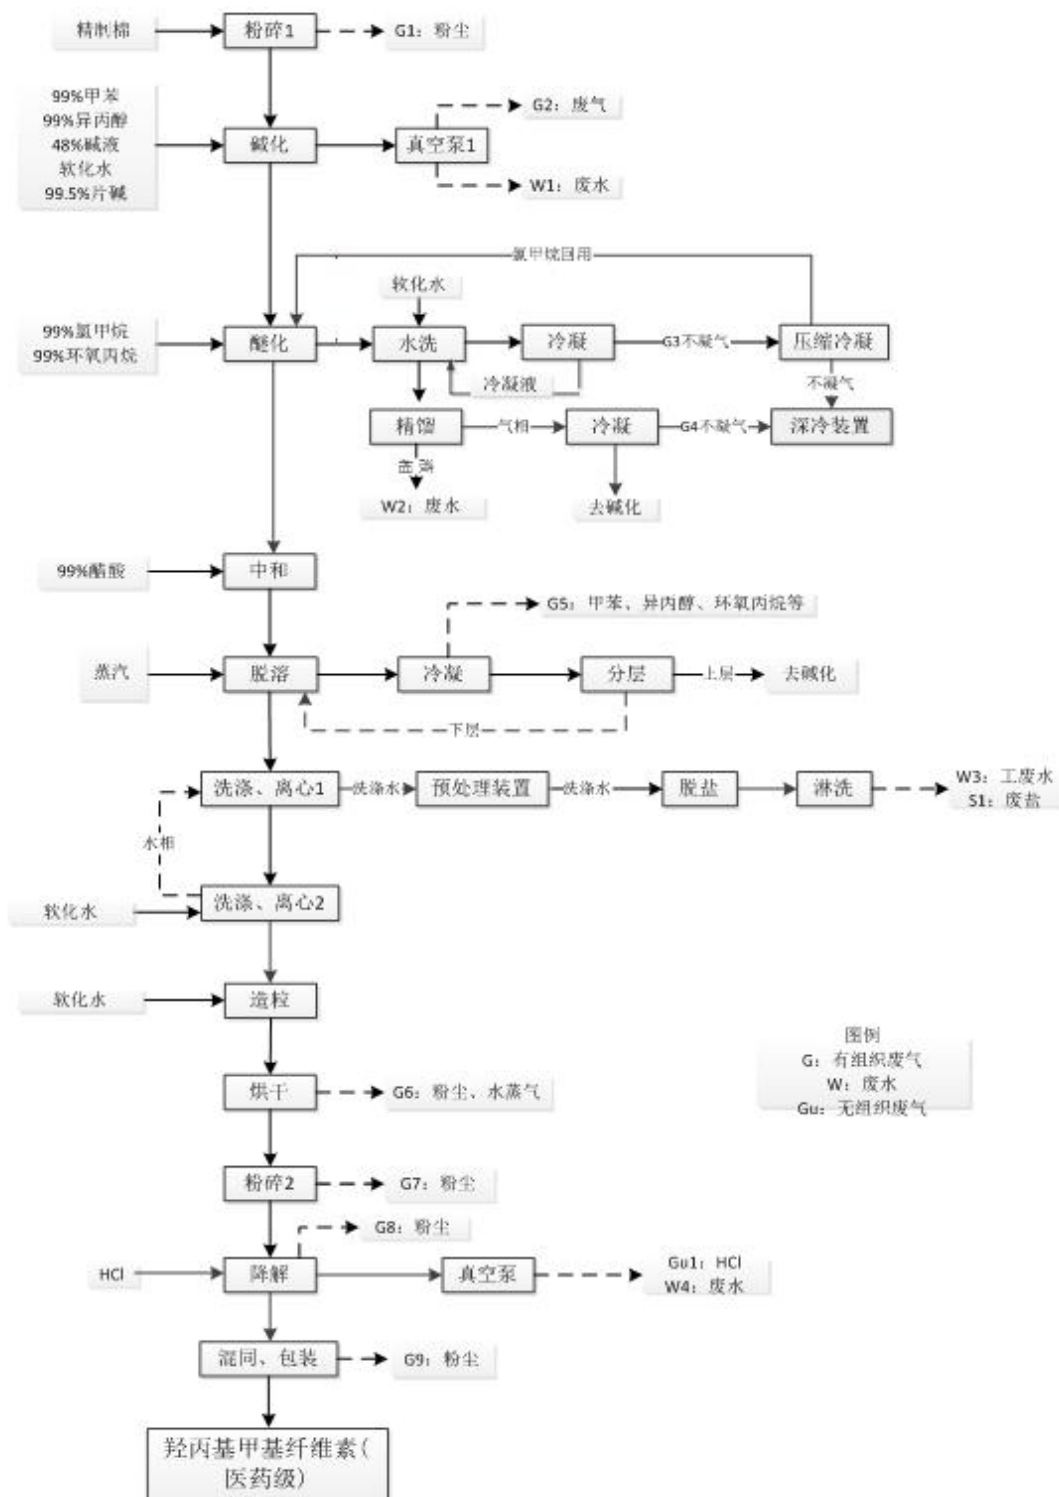 精制棉
粉碎1
G1：粉尘
99%甲苯
99%异丙醇
48%碱液
软化水
99.5%片碱
碱化
真空泵1
G2：废气
W1：废水
氯甲烷回用
软化水
99%氯甲烷
99%环氧丙烷
醚化
水洗
冷凝
G3不凝气
压缩冷凝
冷凝液
不凝气
精馏
气相
冷凝
G4不凝气
深冷装置
W2：废水
去碱化
99%醋酸
中和
G5：甲苯、异丙醇、环氧丙烷等
蒸汽
脱溶
冷凝
分层
上层
去碱化
下层
洗涤、离心1
洗涤水
预处理装置
洗涤水
脱盐
淋洗
W3：工废水
S1：废盐
水相
洗涤、离心2
软化水
软化水
造粒
图例
G：有组织废气
W：废水
Gu：无组织废气
烘干
G6：粉尘、水蒸气
粉碎2
G7：粉尘
G8：粉尘
HCl
降解
真空泵
Gu1：HCl
W4：废水
混同、包装
G9：粉尘
羟丙基甲基纤维素(
医药级)